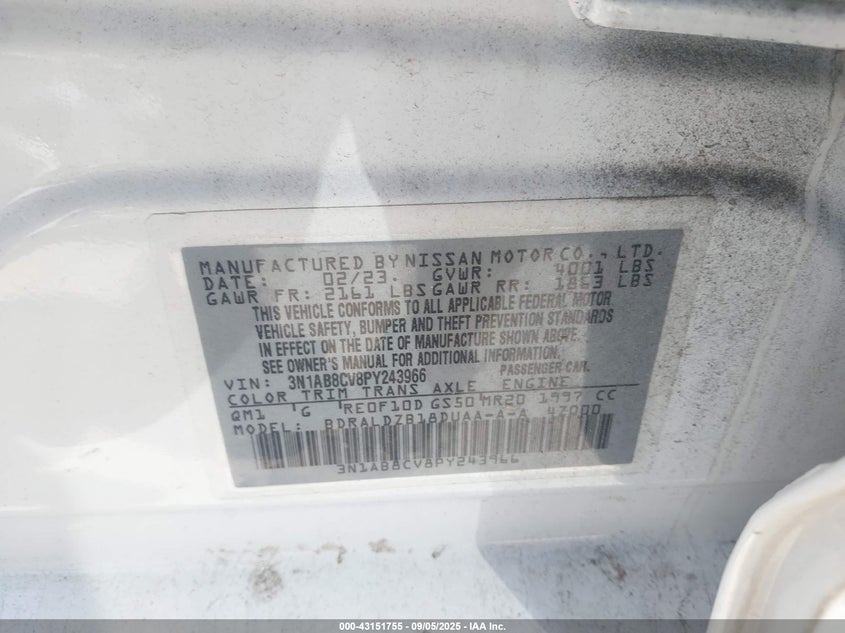 MANUFACTURED BY NISSAN MOTOR CO., LTD.
DATE: 02/23. GVWR: 4001 LBS
GAWR FR: 2161 LBS GAWR RR: 1863 LBS
THIS VEHICLE CONFORMS TO ALL APPLICABLE FEDERAL MOTOR
VEHICLE SAFETY, BUMPER AND THEFT PREVENTION STANDARDS
IN EFFECT ON THE DATE OF MANUFACTURE SHOWN ABOVE.
SEE OWNER'S MANUAL FOR ADDITIONAL INFORMATION
VIN: 3N1AB8CV8PY243966 PASSENGER CAR.
COLOR TRIM TRANS AXLE ENGINE
QM1 'G RE0F10D GS50 MR20 1997 CC
MODEL: BDRALDZB18DUAA-A-A 47000
3N1AB8CV8PY243966
000-43151755 | 09/05/2025 | IAA Inc.